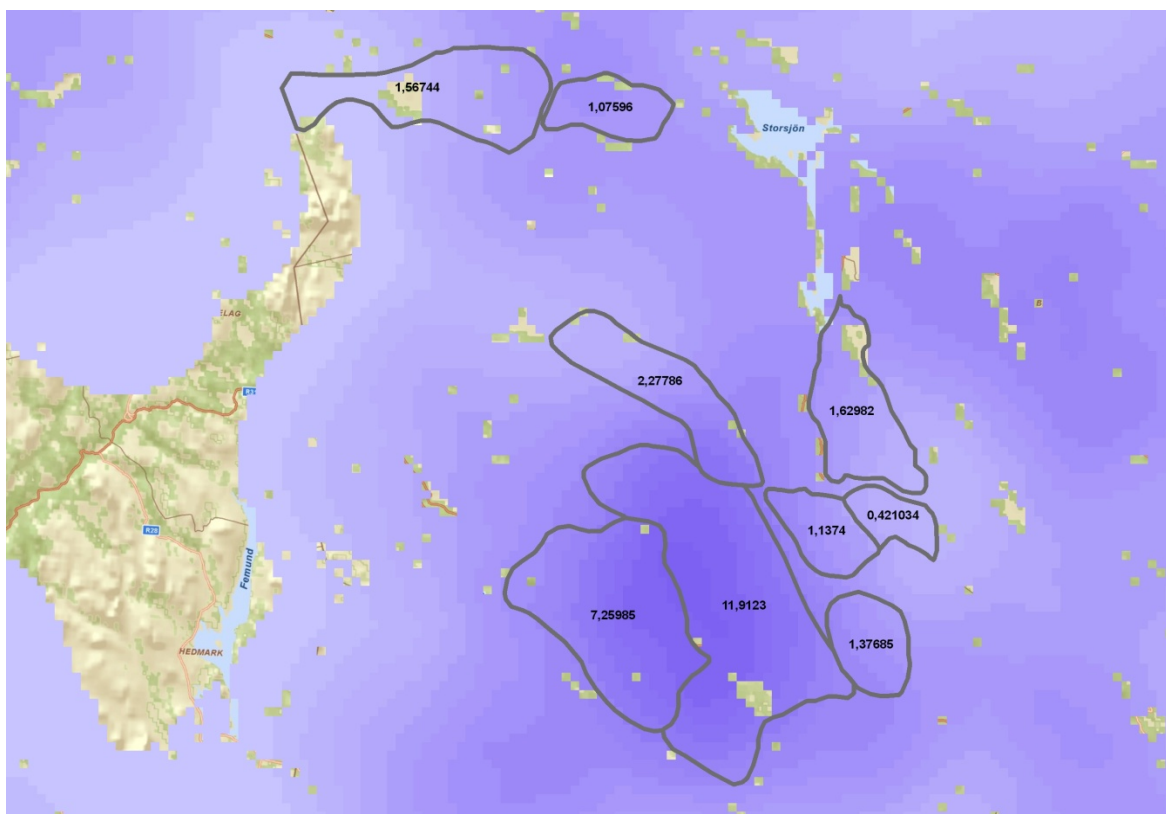 1,56744
1,07596
Storsjön
B
ELAG
2,27786
1,62982
0,421034
1,1374
R28
Femund
7,25985
11,9123
HEDMARK
1,37685